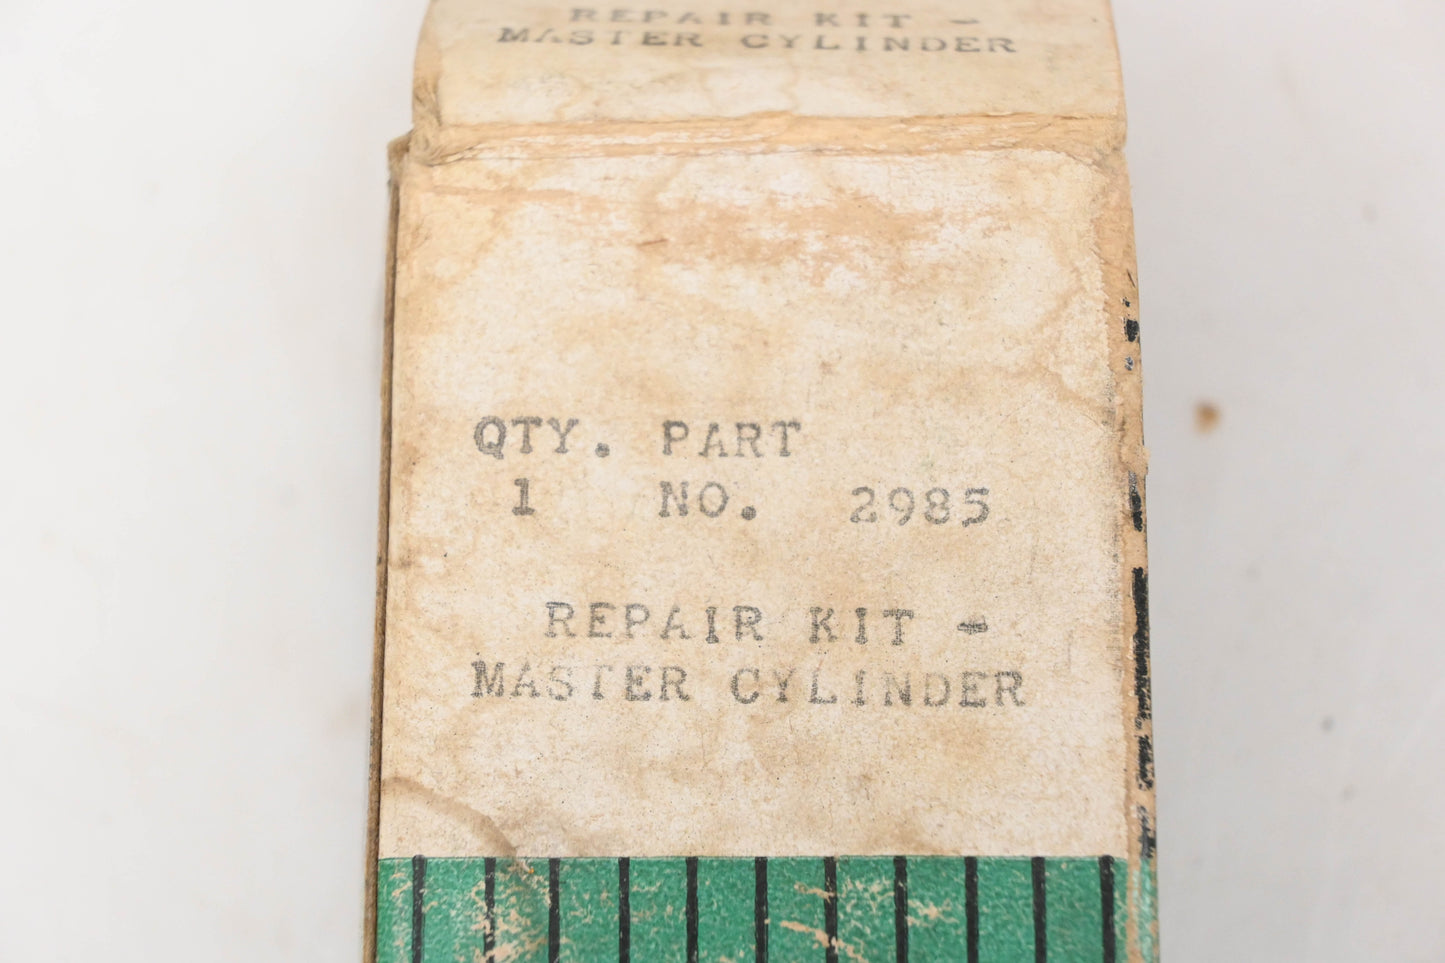 REPAIR KIT -
MASTER CYLINDER
QTY. PART
1 NO. 2985
REPAIR KIT -
MASTER CYLINDER